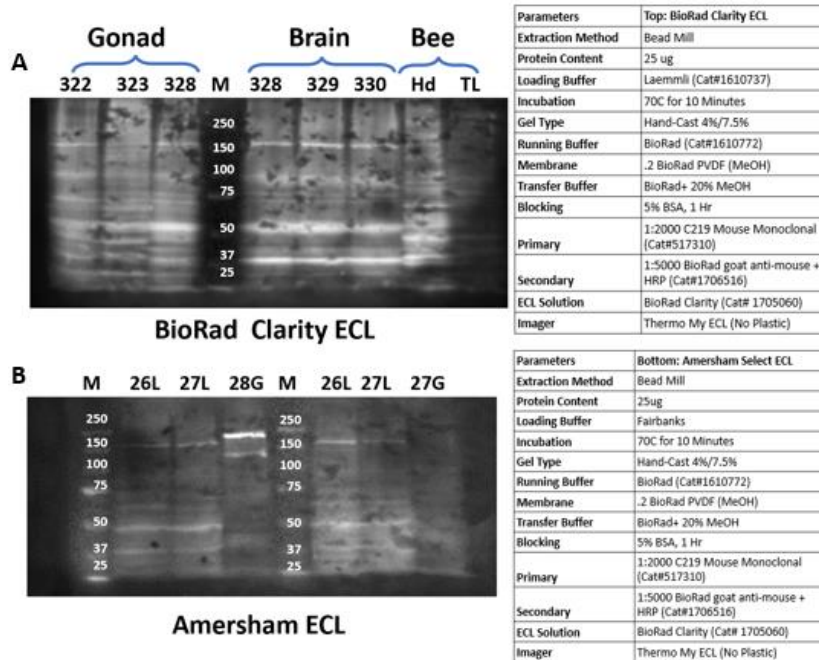 A
Gonad Brain Bee
322 323 328 M 328 329 330 Hd TL
250
150
100
75
50
37
25
BioRad Clarity ECL
Parameters Top: BioRad Clarity ECL
Extraction Method Bead Mill
Protein Content 25 ug
Loading Buffer Laemmli (Cat#1610737)
Incubation 70C for 10 Minutes
Gel Type Hand-Cast 4%/7.5%
Running Buffer BioRad (Cat#1610772)
Membrane .2 BioRad PVDF (MeOH)
Transfer Buffer BioRad+ 20% MeOH
Blocking 5% BSA, 1 Hr
Primary 1:2000 C219 Mouse Monoclonal
(Cat#517310)
Secondary 1:5000 BioRad goat anti-mouse +
HRP (Cat#1706516)
ECL Solution BioRad Clarity (Cat# 1705060)
Imager Thermo My ECL (No Plastic)
B
M 26L 27L 28G M 26L 27L 27G
250 250
150 150
100 100
75 75
50 50
37 37
25 25
Amersham ECL
Parameters Bottom: Amersham Select ECL
Extraction Method Bead Mill
Protein Content 25ug
Loading Buffer Fairbanks
Incubation 70C for 10 Minutes
Gel Type Hand-Cast 4%/7.5%
Running Buffer BioRad (Cat#1610772)
Membrane .2 BioRad PVDF (MeOH)
Transfer Buffer BioRad+ 20% MeOH
Blocking 5% BSA, 1 Hr
Primary 1:2000 C219 Mouse Monoclonal
(Cat#517310)
Secondary 1:5000 BioRad goat anti-mouse +
HRP (Cat#1706516)
ECL Solution BioRad Clarity (Cat# 1705060)
Imager Thermo My ECL (No Plastic)